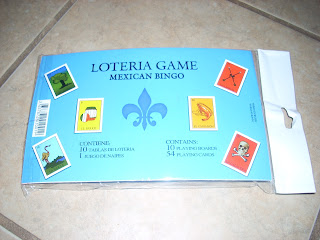 LOTERIA GAME
MEXICAN BINGO
CONTIENE:
10 TABLAS DE LOTERIA
1 JUEGO DE NAIPES
CONTAINS:
10 PLAYING BOARDS
54 PLAYING CARDS